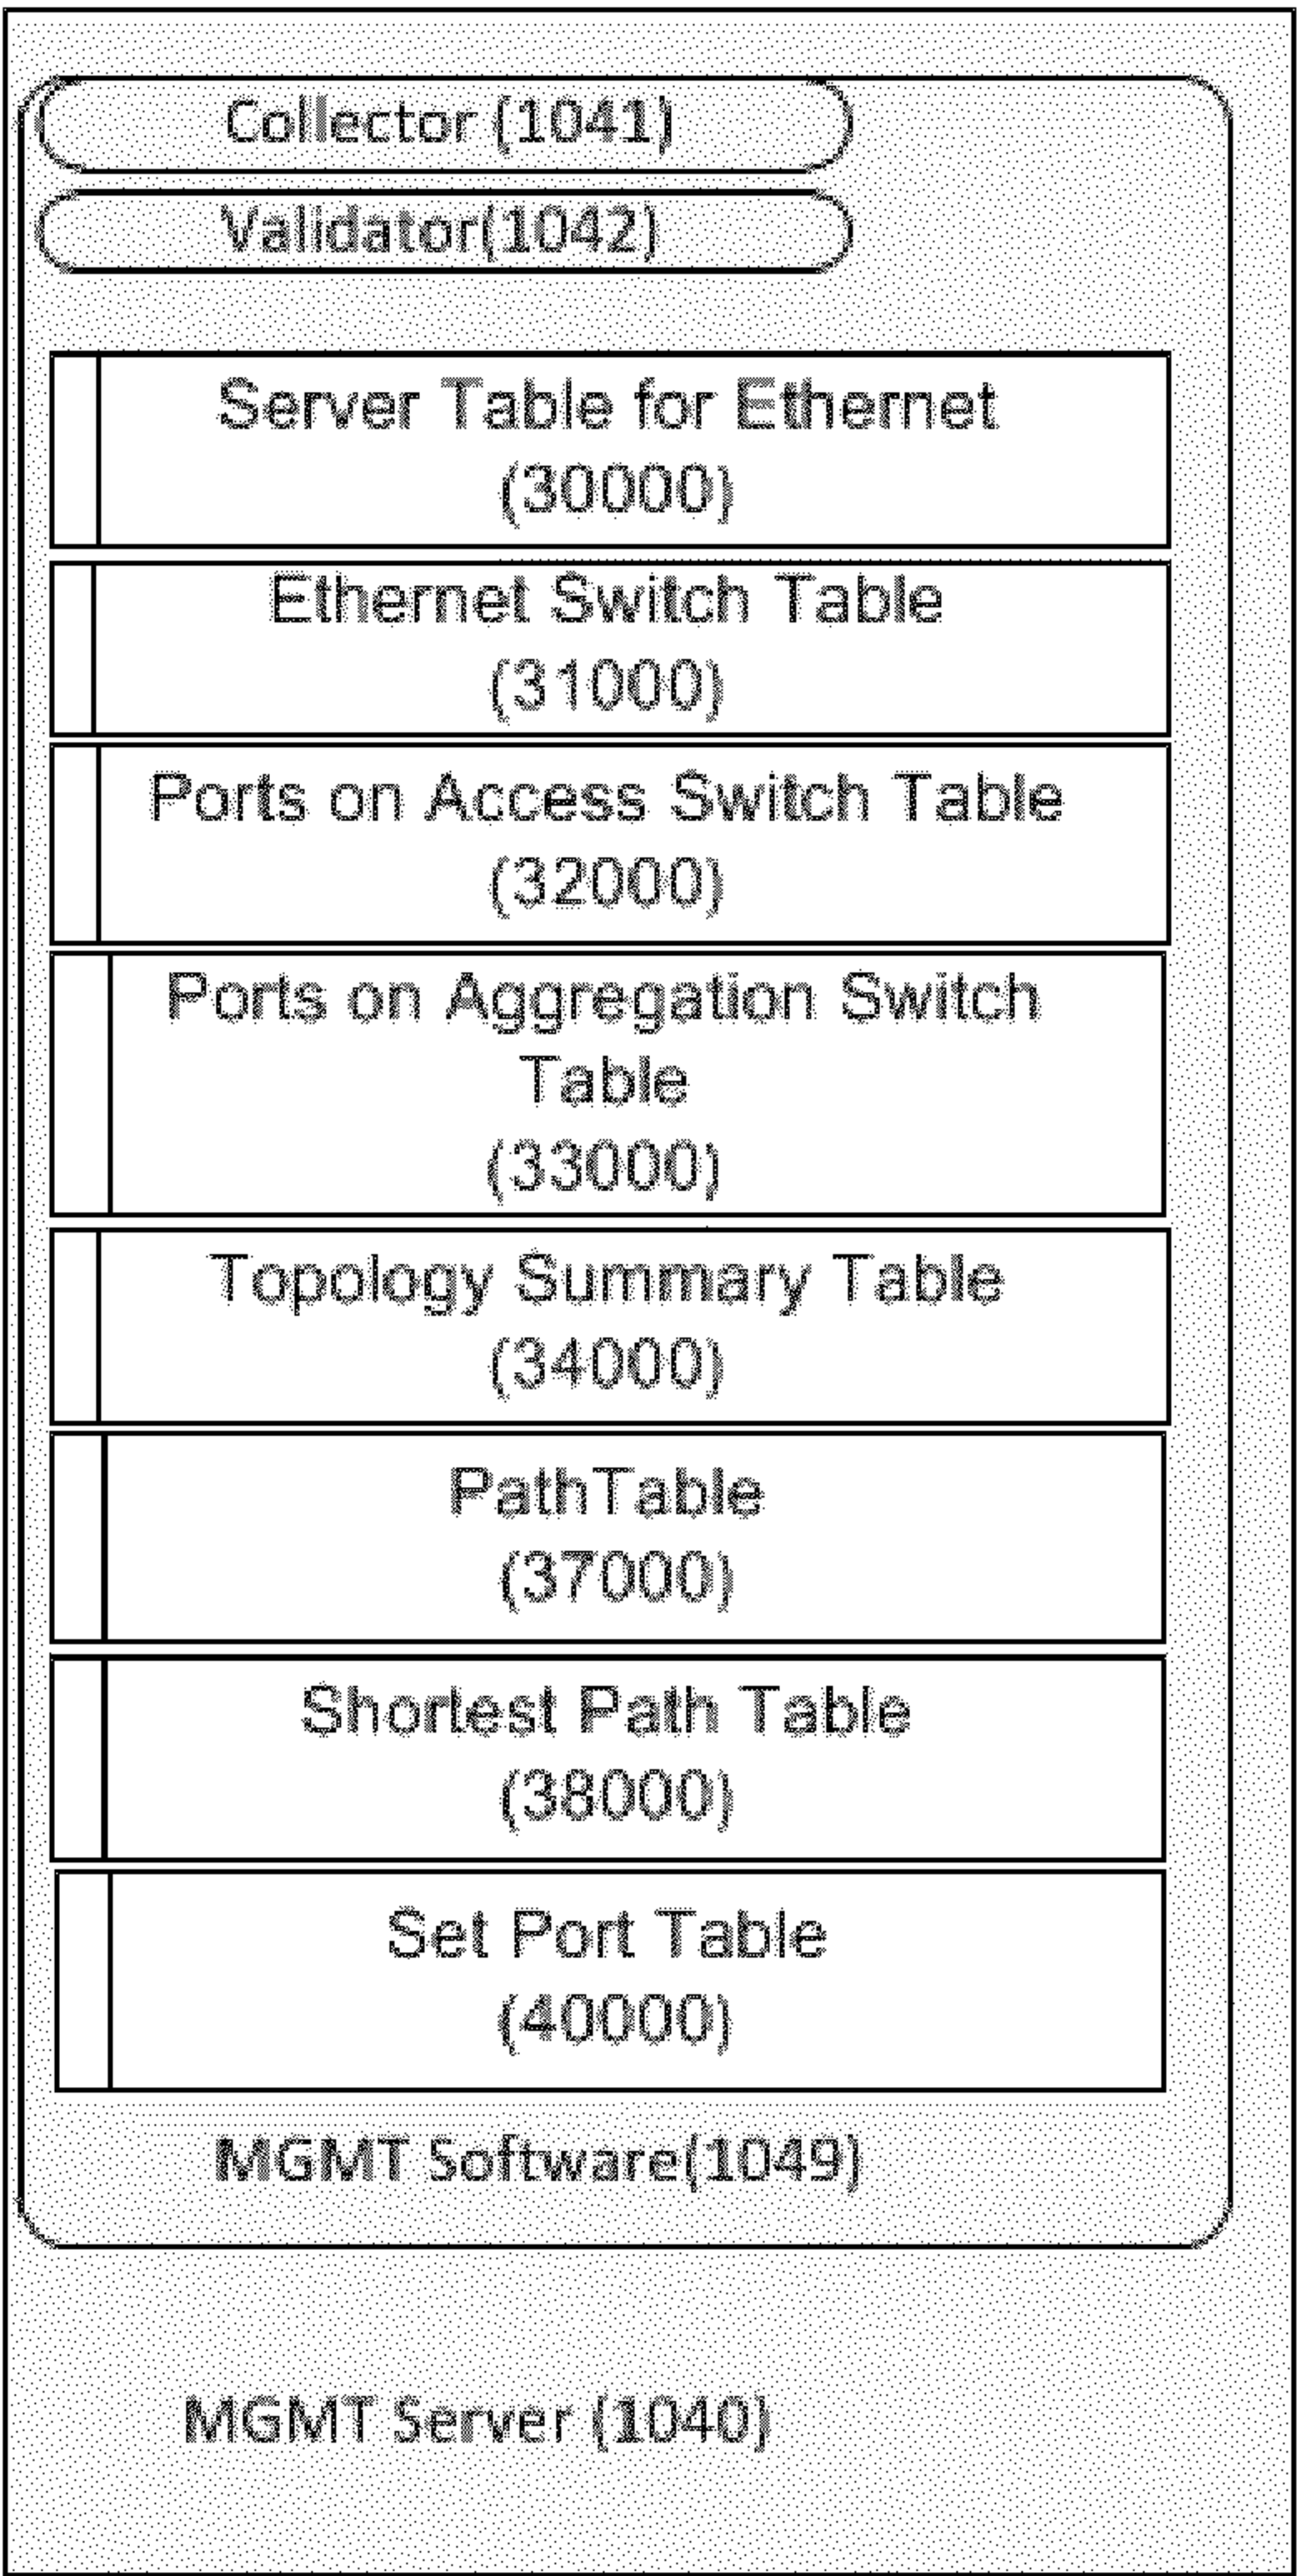 Collector (1041)
Validator(1042)
Server Table for Ethernet
(30000)
Ethernet Switch Table
(31000)
Ports on Access Switch Table
(32000)
Ports on Aggregation Switch
Table
(33000)
Topology Summary Table
(34000)
PathTable
(37000)
Shortest Path Table
(38000)
Set Port Table
(40000)
MGMT Software(1049)
MGMT Server (1040)